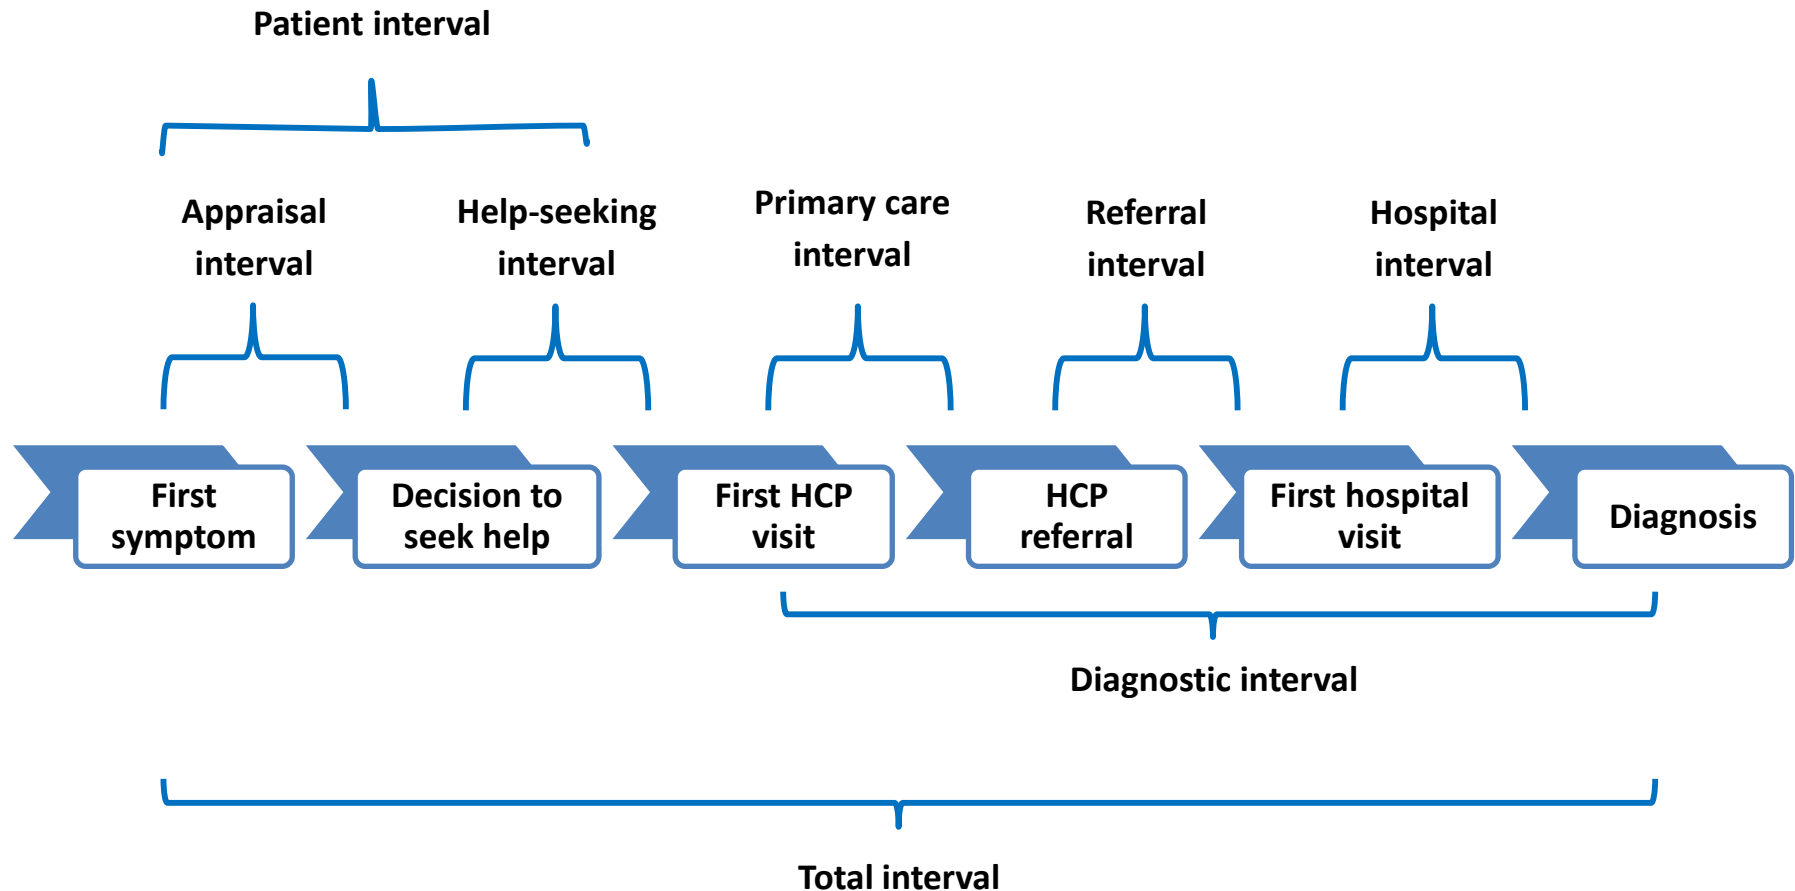 Patient interval
Appraisal
interval
Help-seeking
interval
Primary care
interval
Referral
interval
Hospital
interval
First
symptom
Decision to
seek help
First HCP
visit
HCP
referral
First hospital
visit
Diagnosis
Diagnostic interval
Total interval